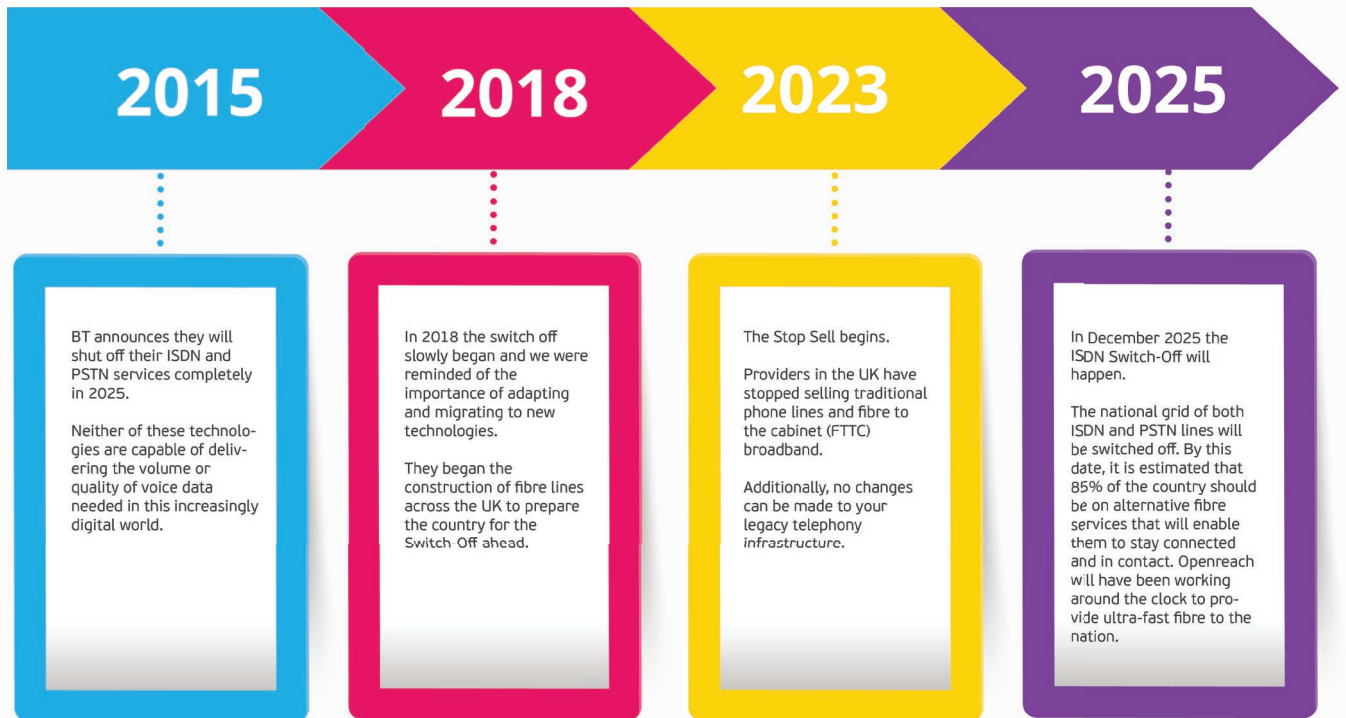 2015
2018
2023
2025
BT announces they will
shut off their ISDN and
PSTN services completely
in 2025.
Neither of these technolo-
gies are capable of deliv-
ering the volume or
quality of voice data
needed in this increasingly
digital world.
In 2018 the switch off
slowly began and we were
reminded of the
importance of adapting
and migrating to new
technologies.
They began the
construction of fibre lines
across the UK to prepare
the country for the
Switch-Off ahead.
The Stop Sell begins.
Providers in the UK have
stopped selling traditional
phone lines and fibre to
the cabinet (FTTC)
broadband.
Additionally, no changes
can be made to your
legacy telephony
infrastructure.
In December 2025 the
ISDN Switch-Off will
happen.
The national grid of both
ISDN and PSTN lines will
be switched off. By this
date, it is estimated that
85% of the country should
be on alternative fibre
services that will enable
them to stay connected
and in contact. Openreach
will have been working
around the clock to pro-
vide ultra-fast fibre to the
nation.